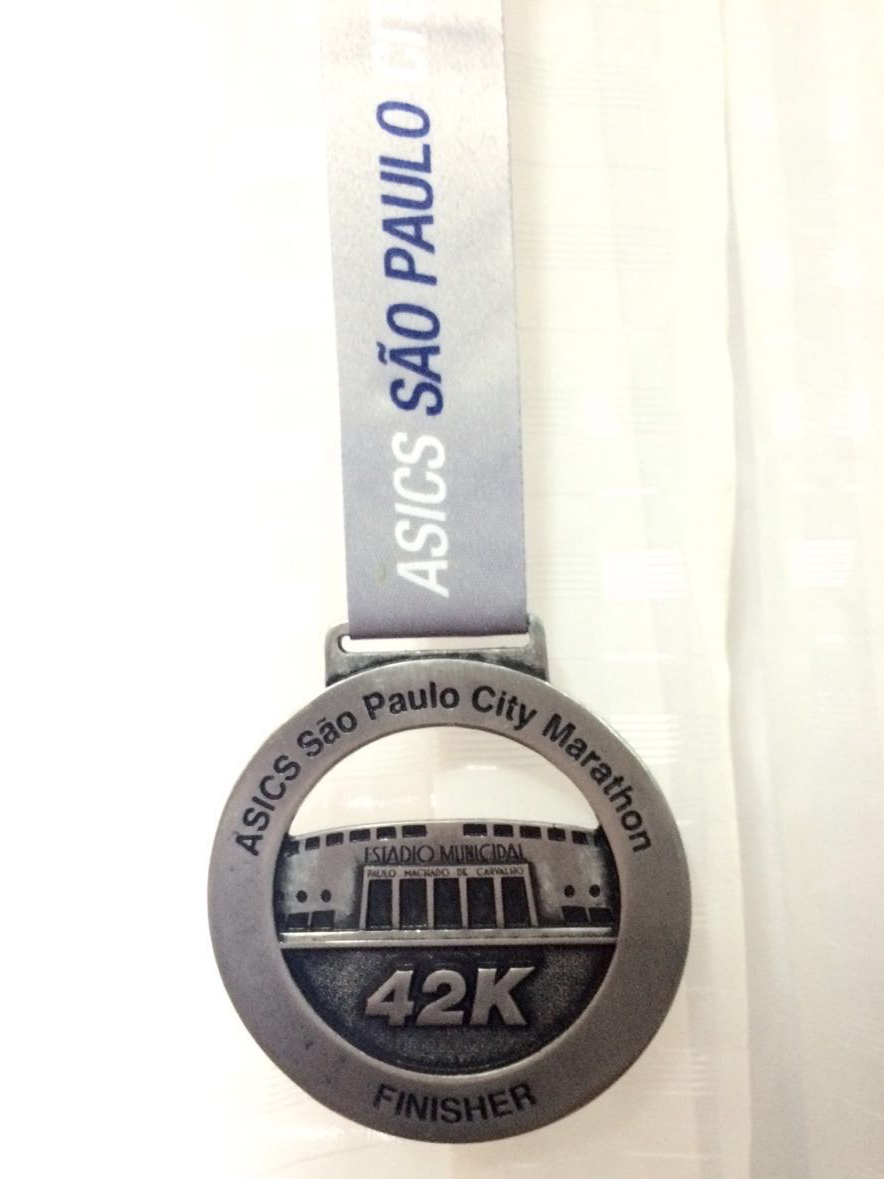 ASICS SÃO PAULO
ASICS São Paulo City Marathon
ESTADIO MUNICIPAL
PAULO MACHADO DE CARVALHO
42K
FINISHER